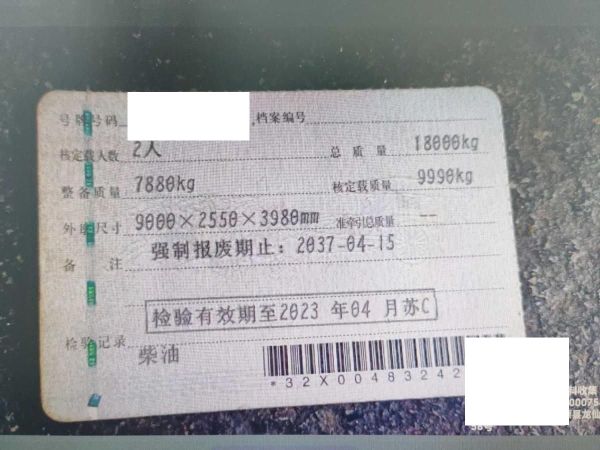 号牌号码 档案编号
核定载人数 2人 总质量 18000kg
整备质量 7880kg 核定载质量 9990kg
外廓尺寸 9000×2550×3980mm 准牵引总质量 --
备注 强制报废期止：2037-04-15
检验有效期至2023 年04 月苏C
检验记录
柴油
*32X00483242